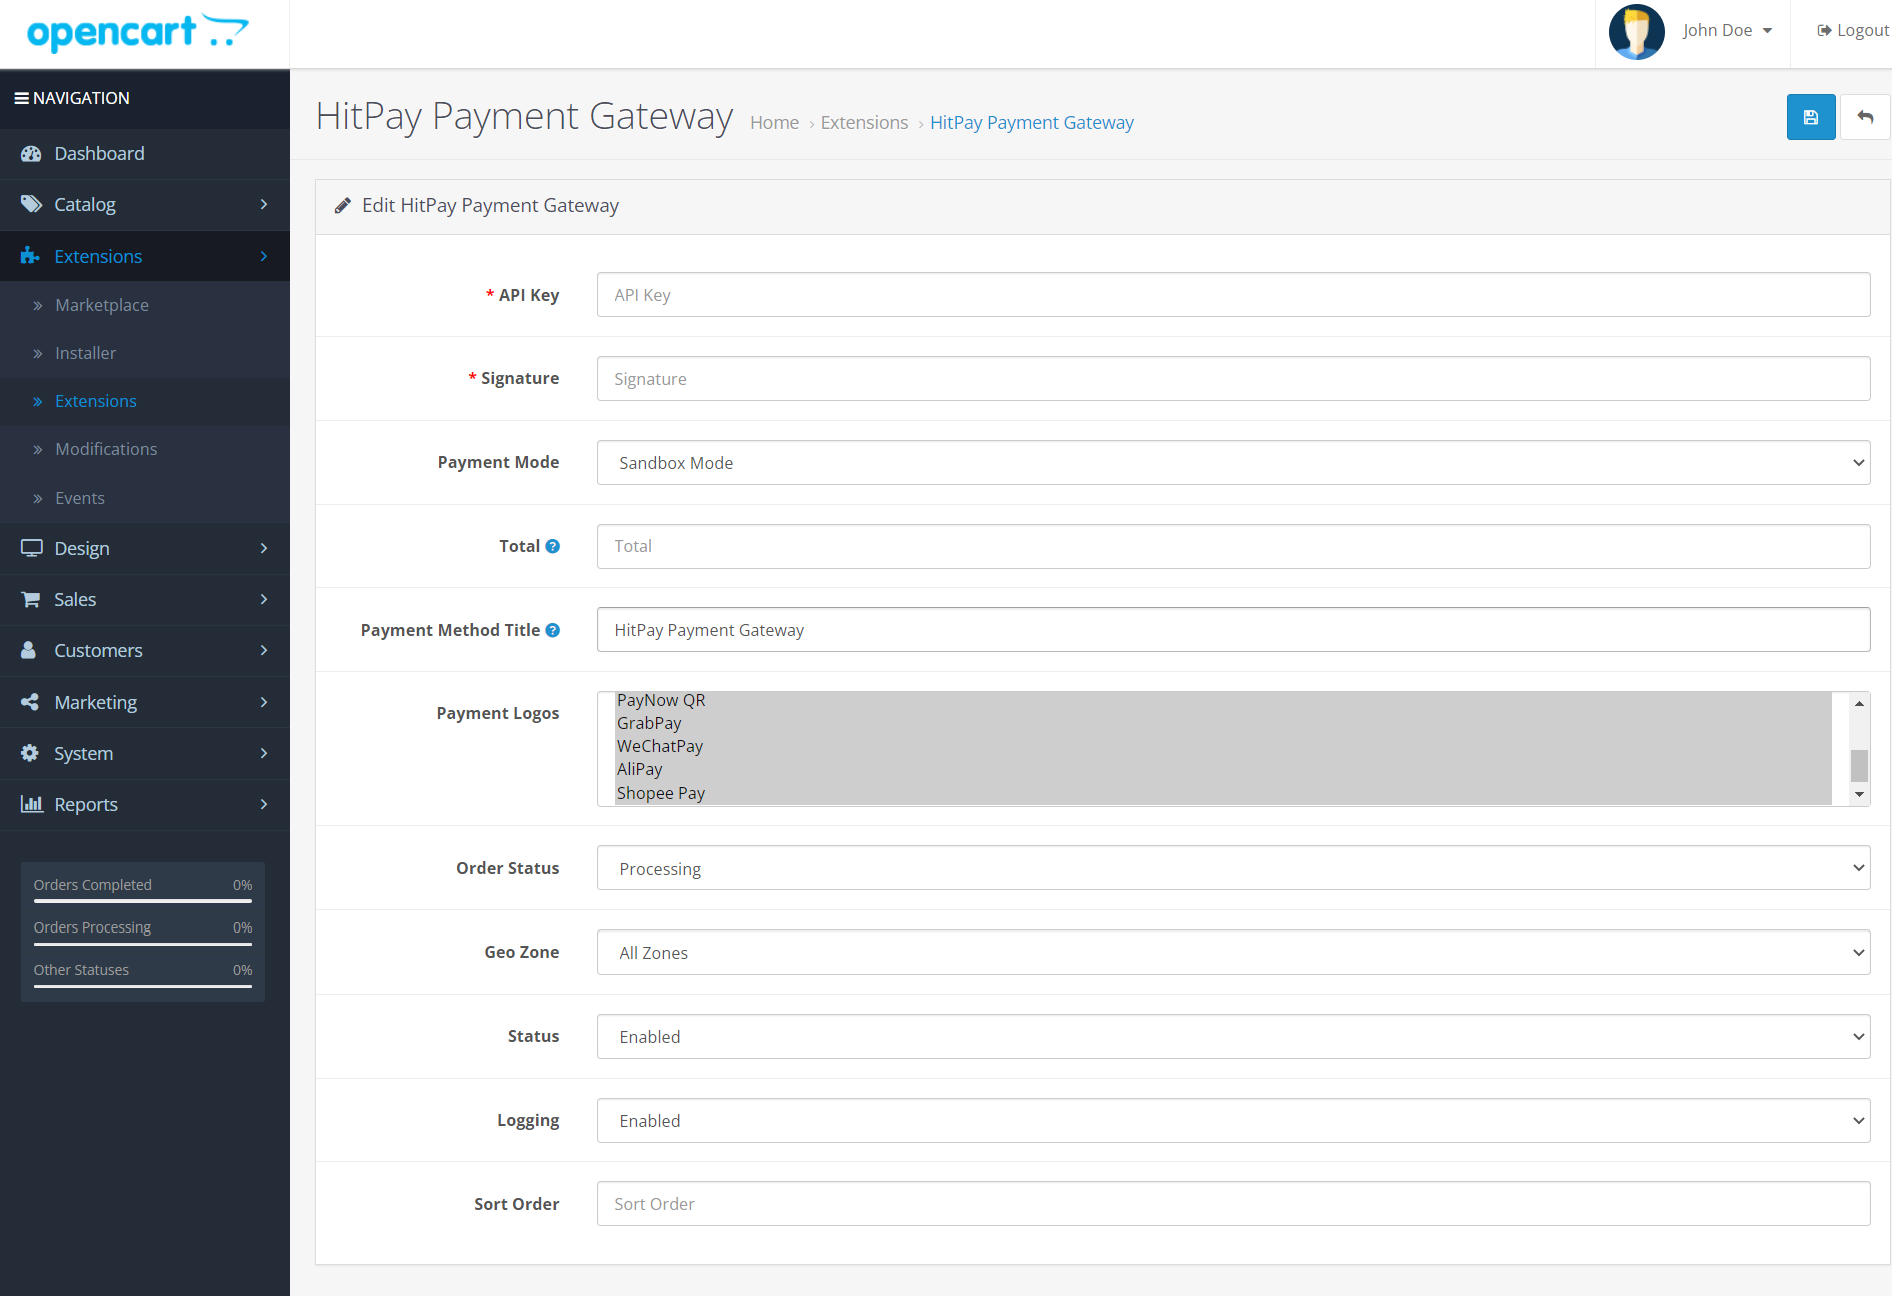 opencart
John Doe
Logout
NAVIGATION
HitPay Payment Gateway
Home › Extensions › HitPay Payment Gateway
Dashboard
Catalog
Extensions
Marketplace
Installer
Extensions
Modifications
Events
Design
Sales
Customers
Marketing
System
Reports
Orders Completed 0%
Orders Processing 0%
Other Statuses 0%
Edit HitPay Payment Gateway
* API Key API Key
* Signature Signature
Payment Mode Sandbox Mode
Total ? Total
Payment Method Title ? HitPay Payment Gateway
Payment Logos
PayNow QR
GrabPay
WeChatPay
AliPay
Shopee Pay
Order Status Processing
Geo Zone All Zones
Status Enabled
Logging Enabled
Sort Order Sort Order